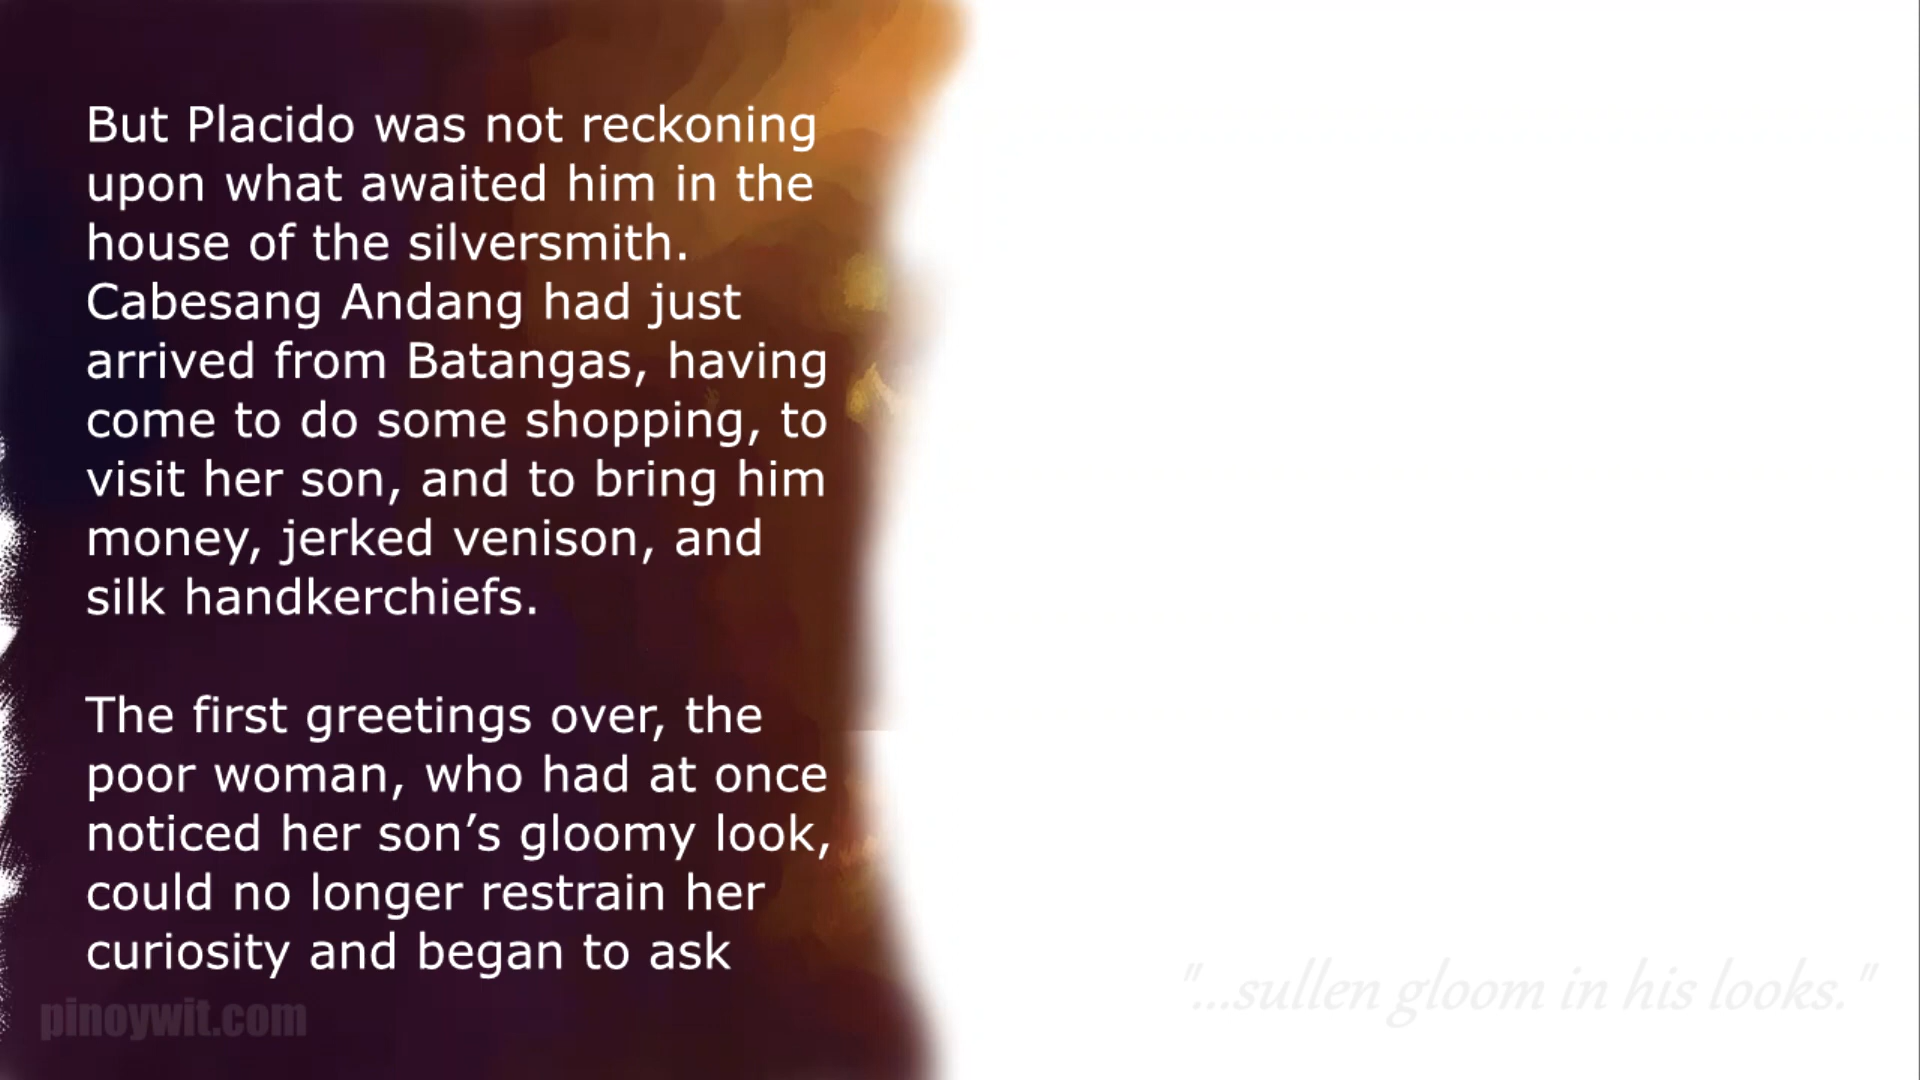 But Placido was not reckoning
upon what awaited him in the
house of the silversmith.
Cabesang Andang had just
arrived from Batangas, having
come to do some shopping, to
visit her son, and to bring him
money, jerked venison, and
silk handkerchiefs.
The first greetings over, the
poor woman, who had at once
noticed her son’s gloomy look,
could no longer restrain her
curiosity and began to ask
"...sullen gloom in his looks."
pinoywit.com